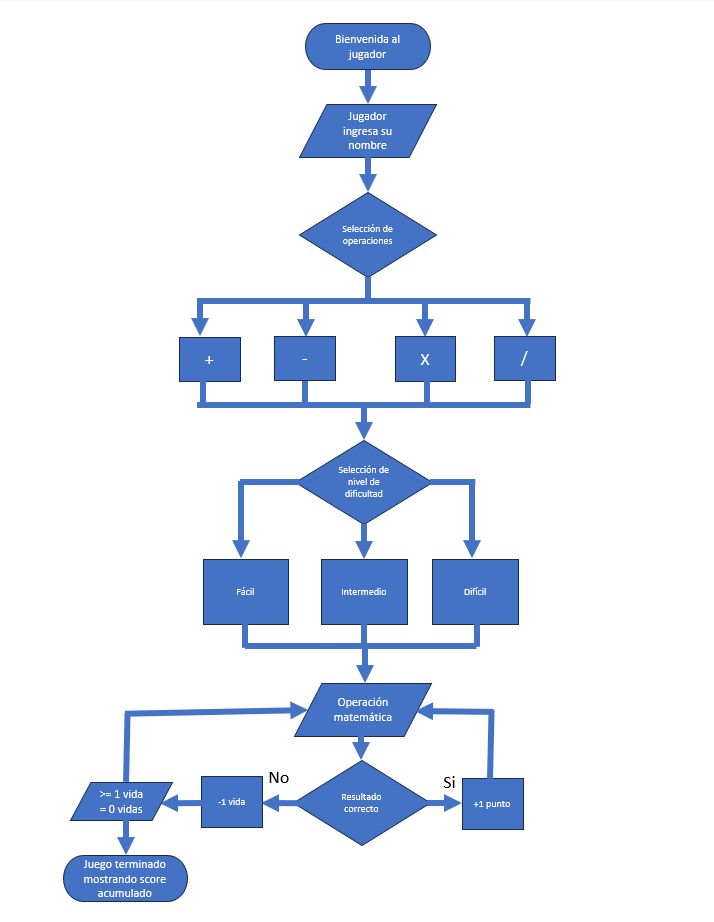 Bienvenida al
jugador
Jugador
ingresa su
nombre
Selección de
operaciones
+
-
X
/
Selección de
nivel de
dificultad
Fácil
Intermedio
Difícil
Operación
matemática
No
Si
>= 1 vida
= 0 vidas
-1 vida
Resultado
correcto
+1 punto
Juego terminado
mostrando score
acumulado